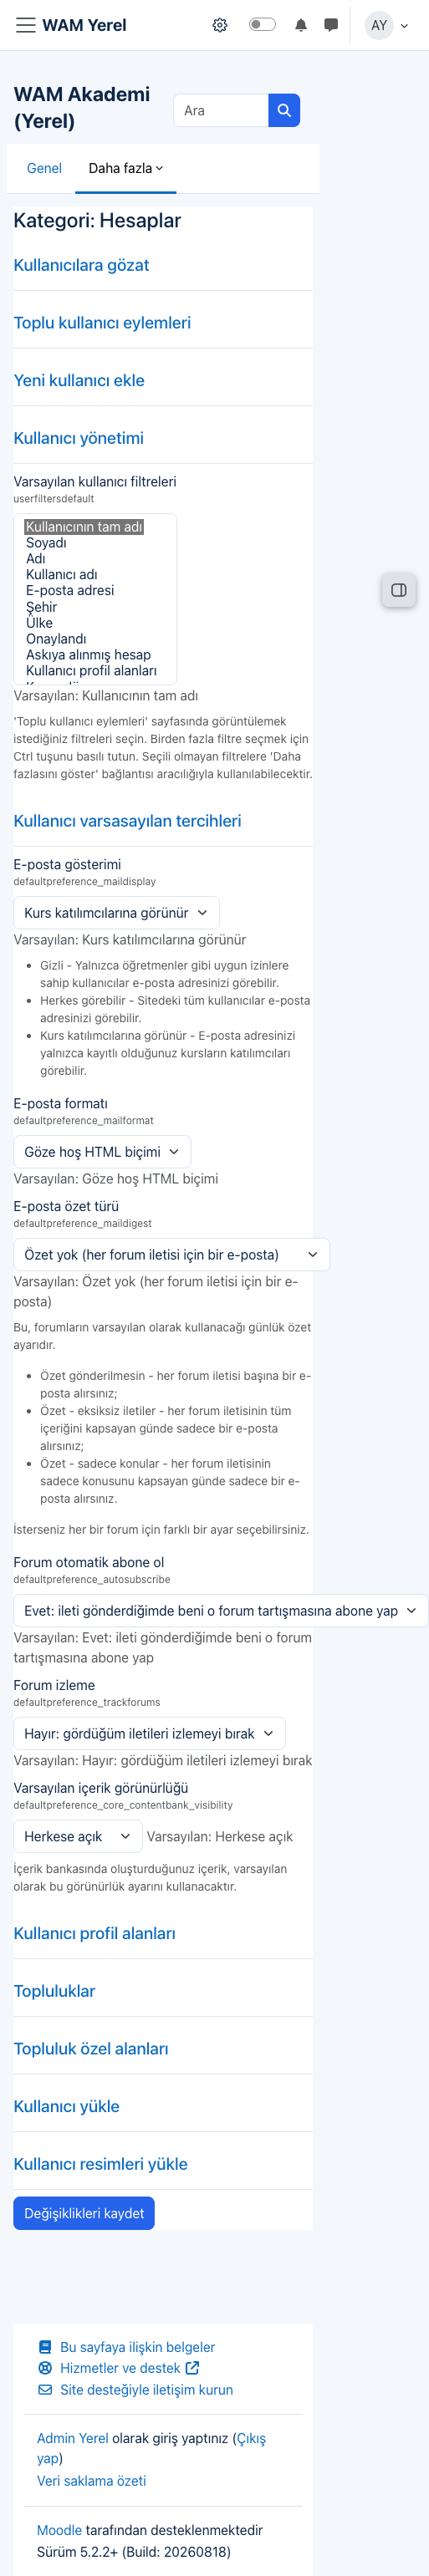 WAM Yerel
AY
WAM Akademi
(Yerel)
Ara
Genel
Daha fazla
Kategori: Hesaplar
Kullanıcılara gözat
Toplu kullanıcı eylemleri
Yeni kullanıcı ekle
Kullanıcı yönetimi
Varsayılan kullanıcı filtreleri
userfiltersdefault
Kullanıcının tam adı
Soyadı
Adı
Kullanıcı adı
E-posta adresi
Şehir
Ülke
Onaylandı
Askıya alınmış hesap
Kullanıcı profil alanları
Varsayılan: Kullanıcının tam adı
'Toplu kullanıcı eylemleri' sayfasında görüntülemek
istediğiniz filtreleri seçin. Birden fazla filtre seçmek için
Ctrl tuşunu basılı tutun. Seçili olmayan filtrelere 'Daha
fazlasını göster' bağlantısı aracılığıyla kullanılabilecektir.
Kullanıcı varsasayılan tercihleri
E-posta gösterimi
defaultpreference_maildisplay
Kurs katılımcılarına görünür
Varsayılan: Kurs katılımcılarına görünür
• Gizli - Yalnızca öğretmenler gibi uygun izinlere
sahip kullanıcılar e-posta adresinizi görebilir.
• Herkes görebilir - Sitedeki tüm kullanıcılar e-posta
adresinizi görebilir.
• Kurs katılımcılarına görünür - E-posta adresinizi
yalnızca kayıtlı olduğunuz kursların katılımcıları
görebilir.
E-posta formatı
defaultpreference_mailformat
Göze hoş HTML biçimi
Varsayılan: Göze hoş HTML biçimi
E-posta özet türü
defaultpreference_maildigest
Özet yok (her forum iletisi için bir e-posta)
Varsayılan: Özet yok (her forum iletisi için bir e-
posta)
Bu, forumların varsayılan olarak kullanacağı günlük özet
ayarıdır.
• Özet gönderilmesin - her forum iletisi başına bir e-
posta alırsınız;
• Özet - eksiksiz iletiler - her forum iletisinin tüm
içeriğini kapsayan günde sadece bir e-posta
alırsınız;
• Özet - sadece konular - her forum iletisinin
sadece konusunu kapsayan günde sadece bir e-
posta alırsınız.
İsterseniz her bir forum için farklı bir ayar seçebilirsiniz.
Forum otomatik abone ol
defaultpreference_autosubscribe
Evet: ileti gönderdiğimde beni o forum tartışmasına abone yap
Varsayılan: Evet: ileti gönderdiğimde beni o forum
tartışmasına abone yap
Forum izleme
defaultpreference_trackforums
Hayır: gördüğüm iletileri izlemeyi bırak
Varsayılan: Hayır: gördüğüm iletileri izlemeyi bırak
Varsayılan içerik görünürlüğü
defaultpreference_core_contentbank_visibility
Herkese açık Varsayılan: Herkese açık
İçerik bankasında oluşturduğunuz içerik, varsayılan
olarak bu görünürlük ayarını kullanacaktır.
Kullanıcı profil alanları
Topluluklar
Topluluk özel alanları
Kullanıcı yükle
Kullanıcı resimleri yükle
Değişiklikleri kaydet
Bu sayfaya ilişkin belgeler
Hizmetler ve destek
Site desteğiyle iletişim kurun
Admin Yerel olarak giriş yaptınız (Çıkış
yap)
Veri saklama özeti
Moodle tarafından desteklenmektedir
Sürüm 5.2.2+ (Build: 20260818)